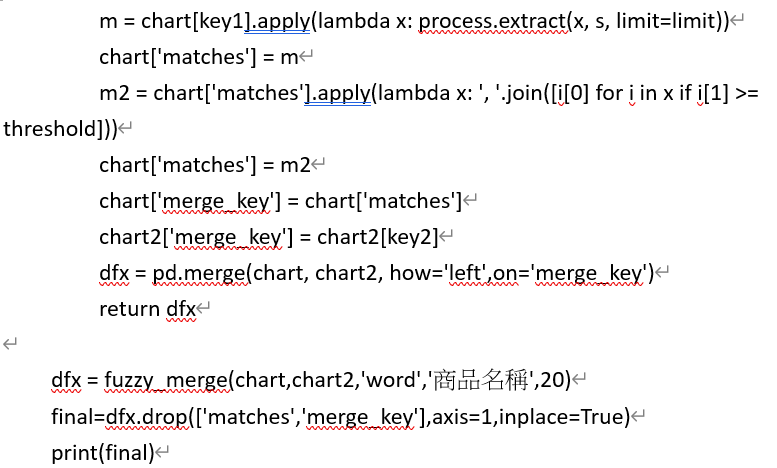 m = chart[key1].apply(lambda x: process.extract(x, s, limit=limit))
chart['matches'] = m
m2 = chart['matches'].apply(lambda x: ', '.join([i[0] for i in x if i[1] >=
threshold]))
chart['matches'] = m2
chart['merge_key'] = chart['matches']
chart2['merge_key'] = chart2[key2]
dfx = pd.merge(chart, chart2, how='left',on='merge_key')
return dfx
dfx = fuzzy_merge(chart,chart2,'word','商品名稱',20)
final=dfx.drop(['matches','merge_key'],axis=1,inplace=True)
print(final)